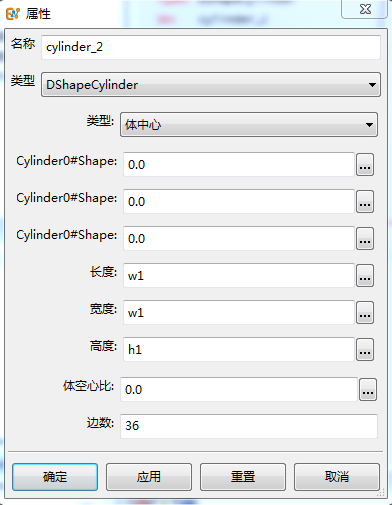 属性
名称 cylinder_2
类型 DShapeCylinder
类型: 体中心
Cylinder0#Shape: 0.0 ...
Cylinder0#Shape: 0.0 ...
Cylinder0#Shape: 0.0 ...
长度: w1 ...
宽度: w1 ...
高度: h1 ...
体空心比: 0.0 ...
边数: 36
确定 应用 重置 取消